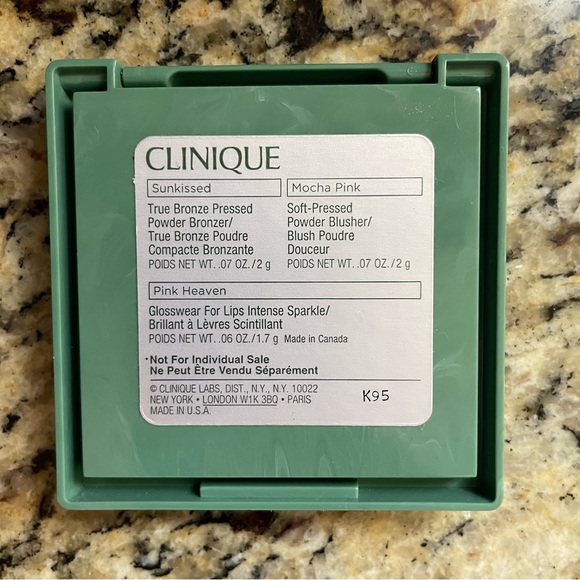 CLINIQUE
Sunkissed
True Bronze Pressed
Powder Bronzer/
True Bronze Poudre
Compacte Bronzante
POIDS NET WT. .07 OZ./2 g
Mocha Pink
Soft-Pressed
Powder Blusher/
Blush Poudre
Douceur
POIDS NET WT. .07 OZ./2 g
Pink Heaven
Glosswear For Lips Intense Sparkle/
Brillant à Lèvres Scintillant
POIDS NET WT. .06 OZ./1.7 g Made in Canada
•Not For Individual Sale
Ne Peut Être Vendu Séparément
© CLINIQUE LABS, DIST., N.Y., N.Y. 10022
NEW YORK • LONDON W1K 3BQ • PARIS
MADE IN U.S.A.
K95